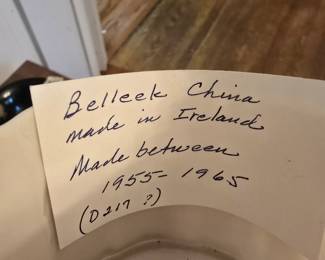 Belleek China
made in Ireland
Made between
1955-1965
(D217 ?)